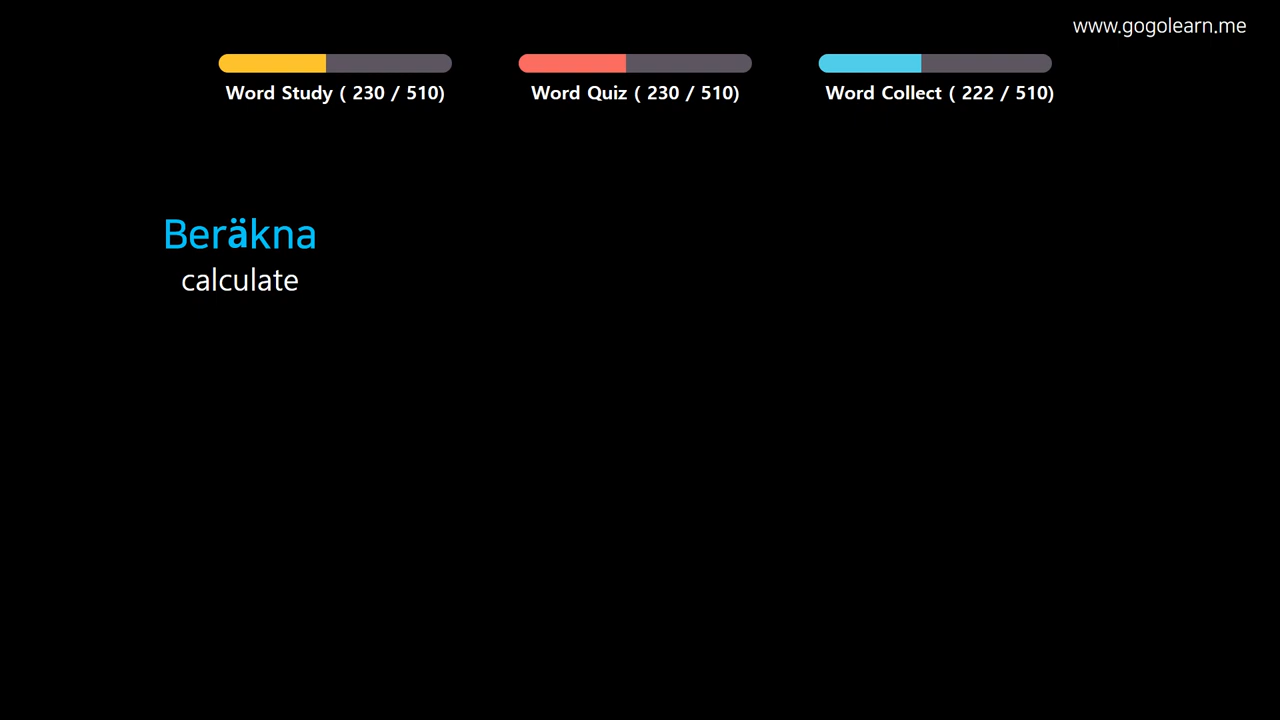 www.gogolearn.me
Word Study ( 230 / 510)
Word Quiz ( 230 / 510)
Word Collect ( 222 / 510)
Beräkna
calculate